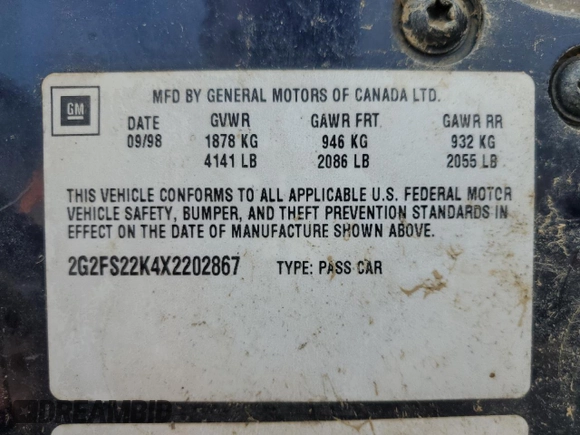 GM
MFD BY GENERAL MOTORS OF CANADA LTD.
DATE GVWR GAWR FRT GAWR RR
09/98 1878 KG 946 KG 932 KG
4141 LB 2086 LB 2055 LB
THIS VEHICLE CONFORMS TO ALL APPLICABLE U.S. FEDERAL MOTOR
VEHICLE SAFETY, BUMPER, AND THEFT PREVENTION STANDARDS IN
EFFECT ON THE DATE OF MANUFACTURE SHOWN ABOVE.
2G2FS22K4X2202867 TYPE: PASS CAR
DREAMBID